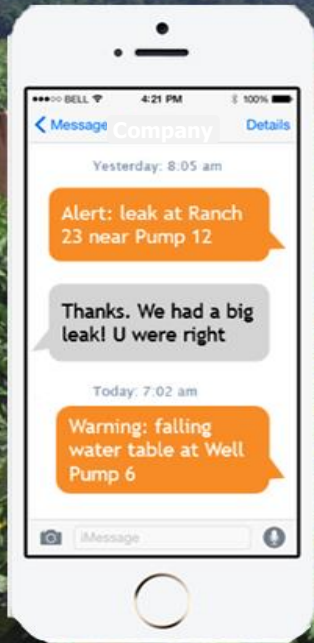 BELL 4:21 PM 100%
Message Company Details
Yesterday: 8:05 am
Alert: leak at Ranch
23 near Pump 12
Thanks. We had a big
leak! U were right
Today: 7:02 am
Warning: falling
water table at Well
Pump 6
iMessage